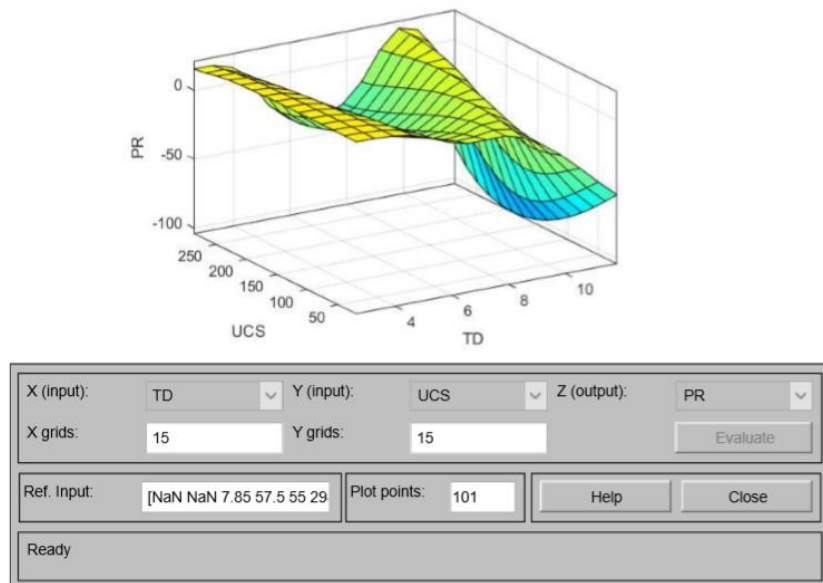 0
PR
-50
-100
250
200
150
100
50
UCS
4
6
8
10
TD
X (input):
TD
Y (input):
UCS
Z (output):
PR
X grids:
15
Y grids:
15
Evaluate
Ref. Input:
[NaN NaN 7.85 57.5 55 29
Plot points:
101
Help
Close
Ready